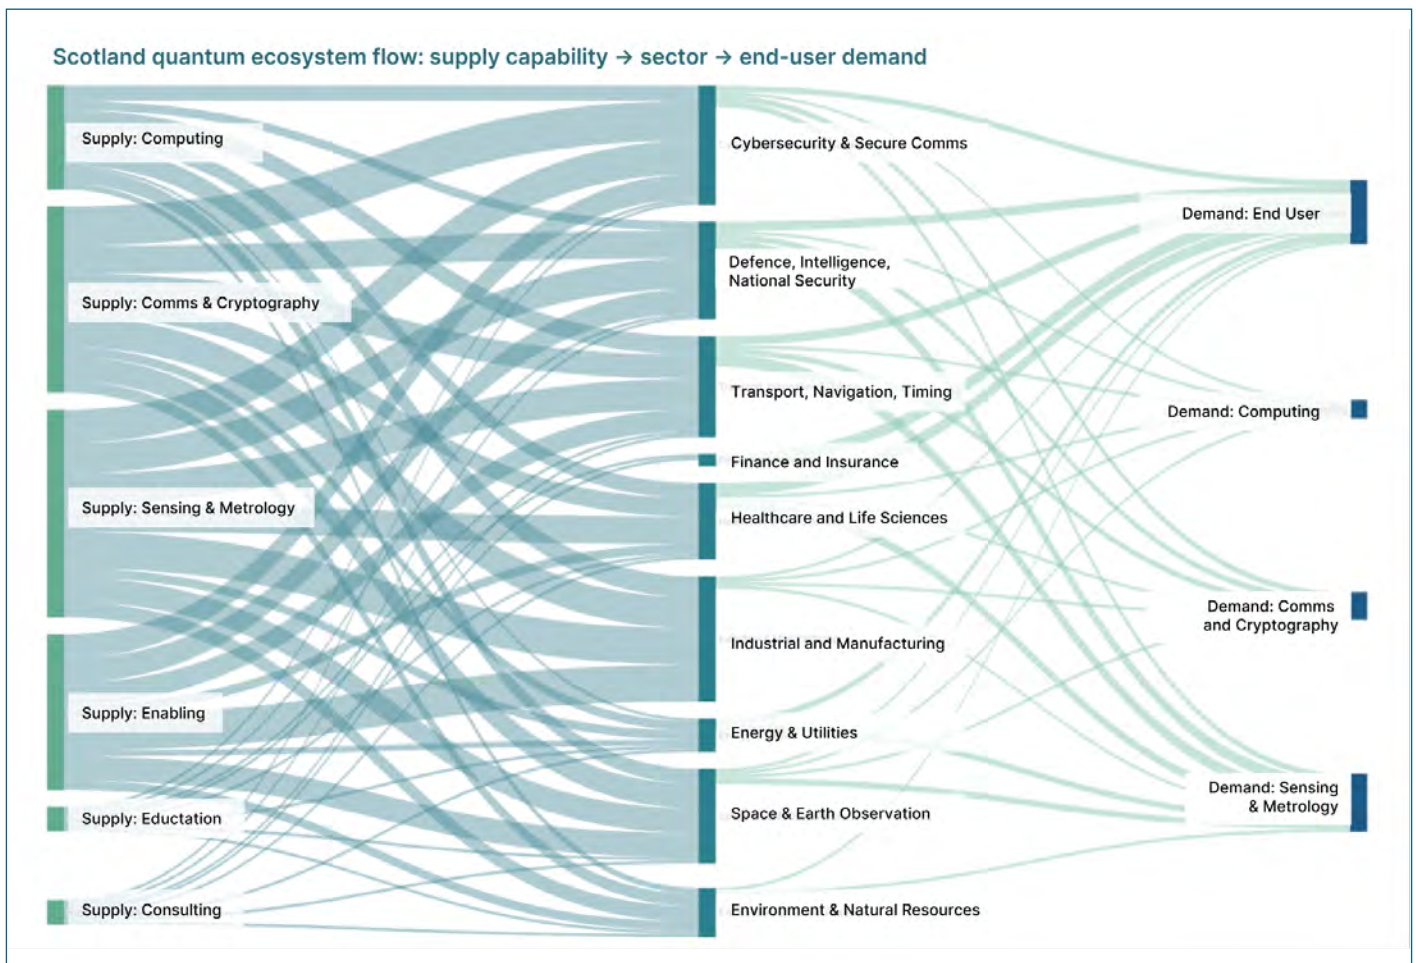 Scotland quantum ecosystem flow: supply capability → sector → end-user demand
Supply: Computing
Supply: Comms & Cryptography
Supply: Sensing & Metrology
Supply: Enabling
Supply: Eductation
Supply: Consulting
Cybersecurity & Secure Comms
Defence, Intelligence,
National Security
Transport, Navigation, Timing
Finance and Insurance
Healthcare and Life Sciences
Industrial and Manufacturing
Energy & Utilities
Space & Earth Observation
Environment & Natural Resources
Demand: End User
Demand: Computing
Demand: Comms
and Cryptography
Demand: Sensing
& Metrology